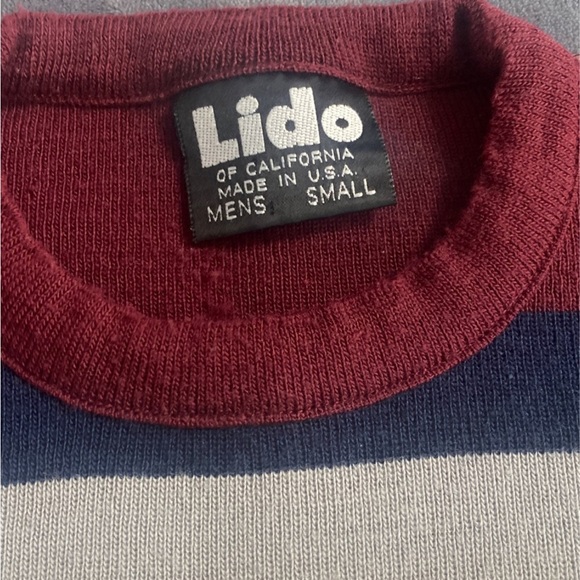 Lido
OF CALIFORNIA
MADE IN U.S.A.
MENS SMALL